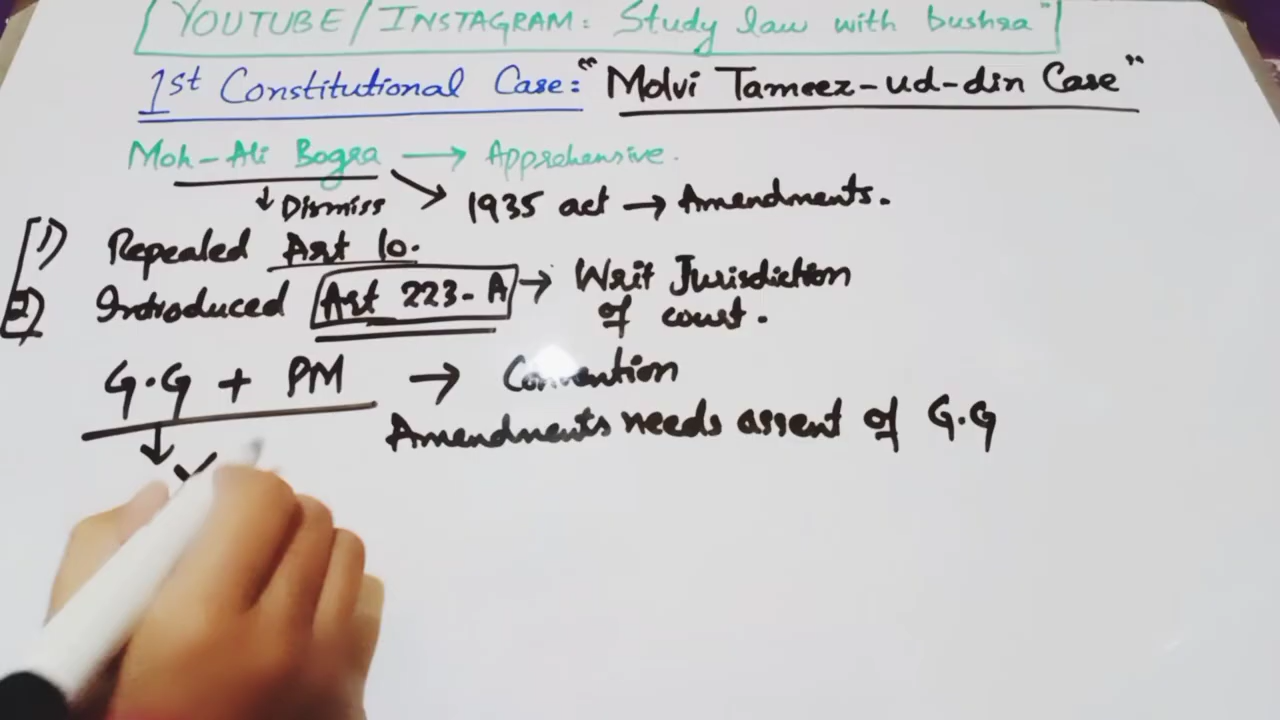 YOUTUBE/INSTAGRAM: Study law with bushra"
1st Constitutional Case: "Molvi Tameez-ud-din Case"
Moh-Ali Bogra → Apprehensive.
↓ Dismiss → 1935 act → Amendments.
1) Repealed Art 10.
2) Introduced Art 223-A → Writ Jurisdiction
of court.
G.G + PM → Convention
Amendments needs assent of G.G